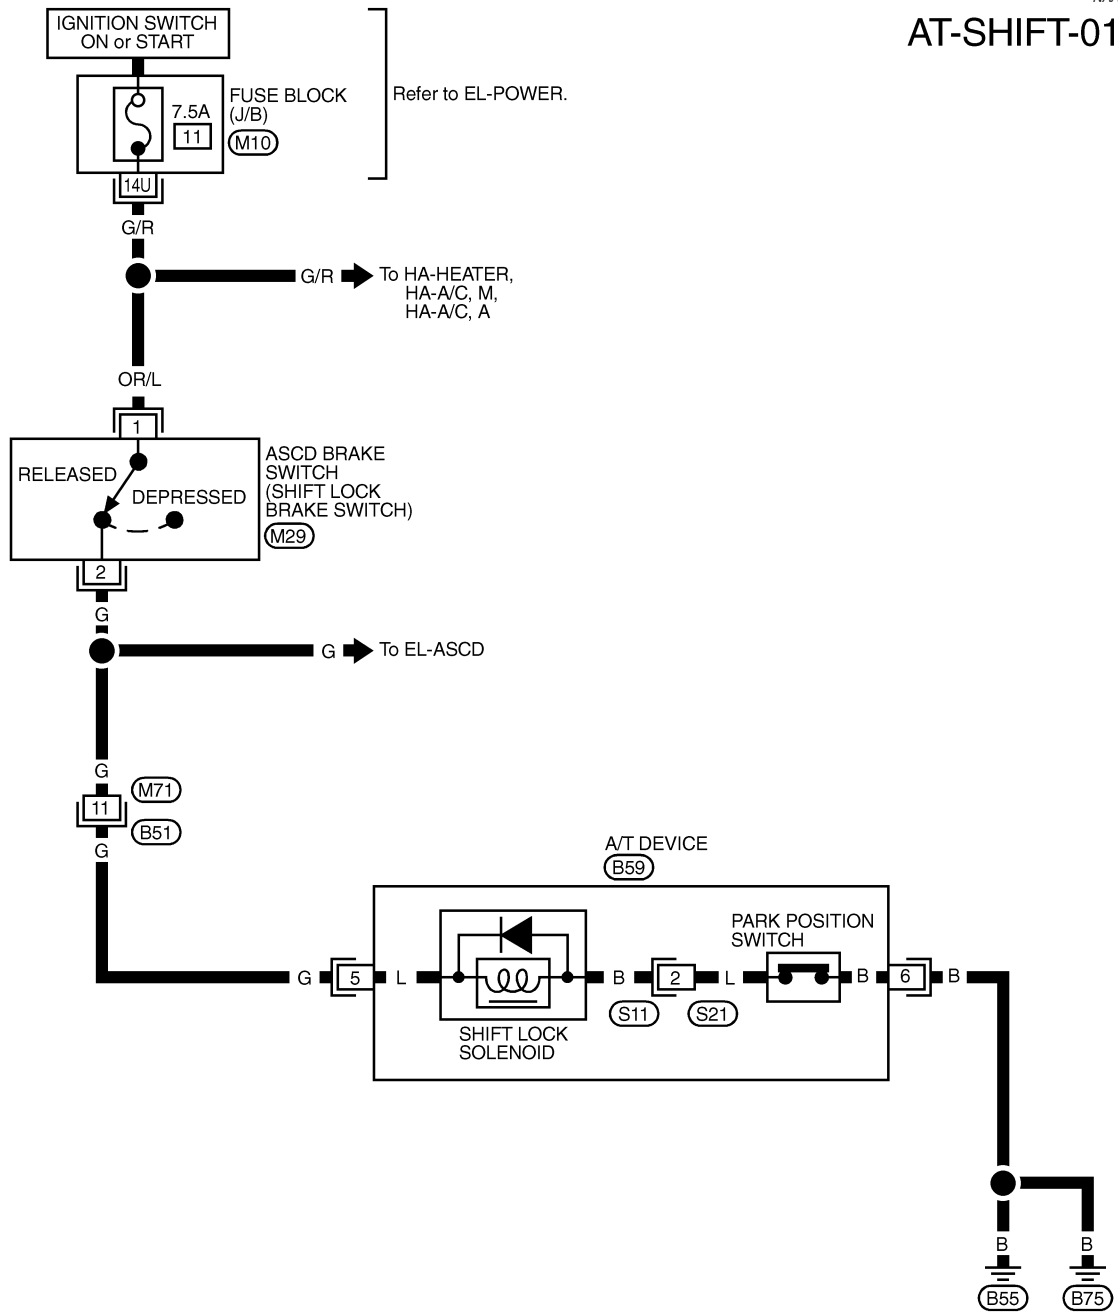 AT-SHIFT-01
IGNITION SWITCH
ON or START
FUSE BLOCK
(J/B)
7.5A
11
M10
Refer to EL-POWER.
14U
G/R
G/R
To HA-HEATER,
HA-A/C, M,
HA-A/C, A
OR/L
1
ASCD BRAKE
SWITCH
(SHIFT LOCK
BRAKE SWITCH)
M29
RELEASED
DEPRESSED
2
G
G
To EL-ASCD
G
M71
11
B51
G
A/T DEVICE
B59
PARK POSITION
SWITCH
G
5
L
B
2
L
B
6
B
S11
S21
SHIFT LOCK
SOLENOID
B
B
B55
B75